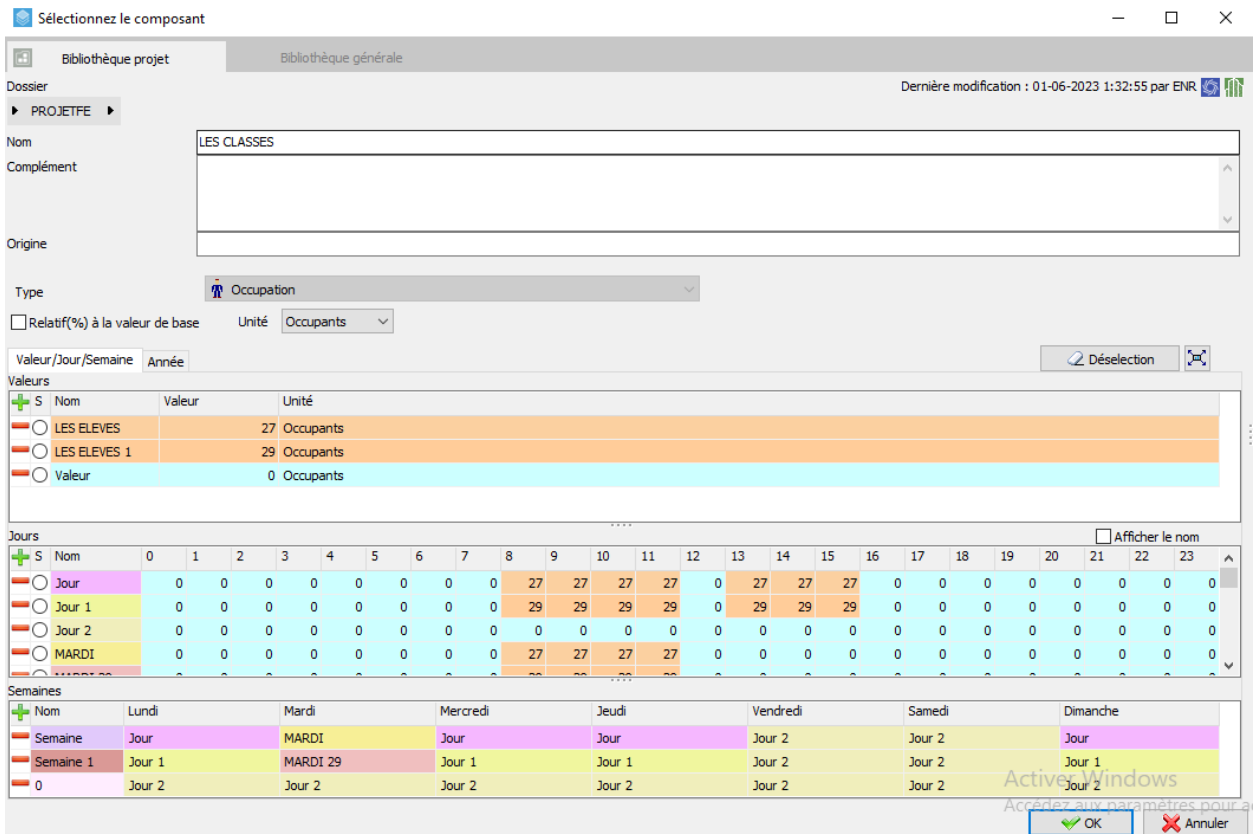 Sélectionnez le composant
Bibliothèque projet Bibliothèque générale
Dossier Dernière modification : 01-06-2023 1:32:55 par ENR
PROJETFE
Nom LES CLASSES
Complément
Origine
Type Occupation
Relatif(%) à la valeur de base Unité Occupants
Valeur/Jour/Semaine Année Déselection
Valeurs
S Nom Valeur Unité
LES ELEVES 27 Occupants
LES ELEVES 1 29 Occupants
Valeur 0 Occupants
Jours Afficher le nom
S Nom 0 1 2 3 4 5 6 7 8 9 10 11 12 13 14 15 16 17 18 19 20 21 22 23
Jour 0 0 0 0 0 0 0 0 27 27 27 27 0 27 27 27 0 0 0 0 0 0 0 0
Jour 1 0 0 0 0 0 0 0 0 29 29 29 29 0 29 29 29 0 0 0 0 0 0 0 0
Jour 2 0 0 0 0 0 0 0 0 0 0 0 0 0 0 0 0 0 0 0 0 0 0 0 0
MARDI 0 0 0 0 0 0 0 0 27 27 27 27 0 0 0 0 0 0 0 0 0 0 0 0
Semaines
Nom Lundi Mardi Mercredi Jeudi Vendredi Samedi Dimanche
Semaine Jour MARDI Jour Jour Jour 2 Jour 2 Jour
Semaine 1 Jour 1 MARDI 29 Jour 1 Jour 1 Jour 2 Jour 2 Jour 1
0 Jour 2 Jour 2 Jour 2 Jour 2 Jour 2 Jour 2 Jour 2
Activer Windows
Accédez aux paramètres pour
OK Annuler